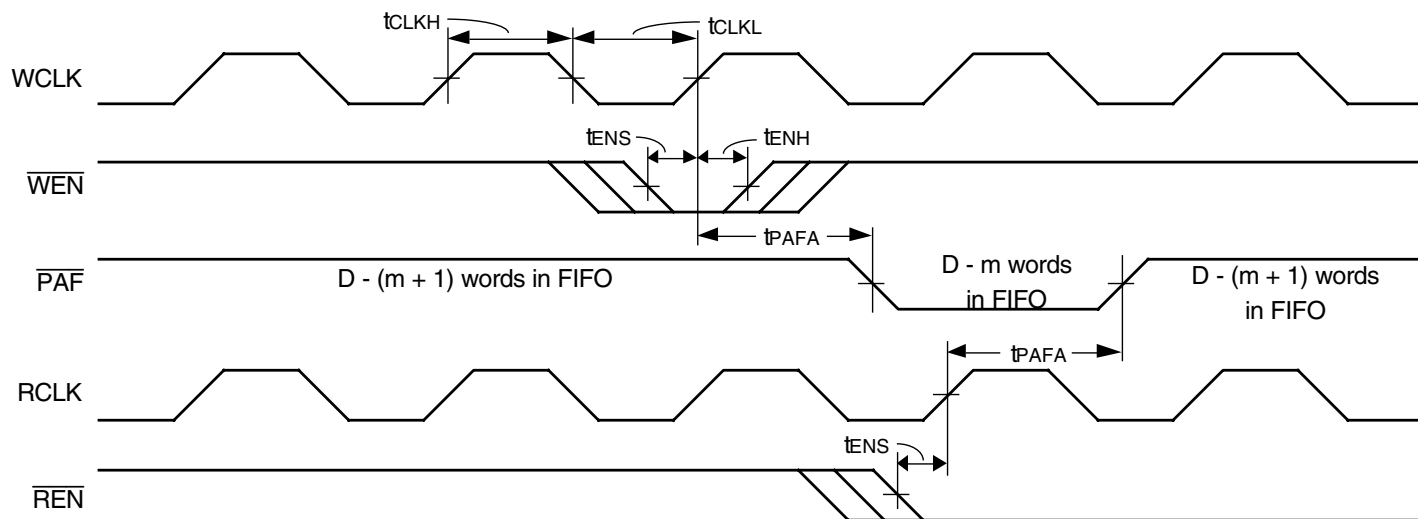 tCLKH
tCLKL
WCLK
tENS
tENH
WEN
tPAFA
PAF
D - (m + 1) words in FIFO
D - m words
in FIFO
D - (m + 1) words
in FIFO
tPAFA
RCLK
tENS
REN